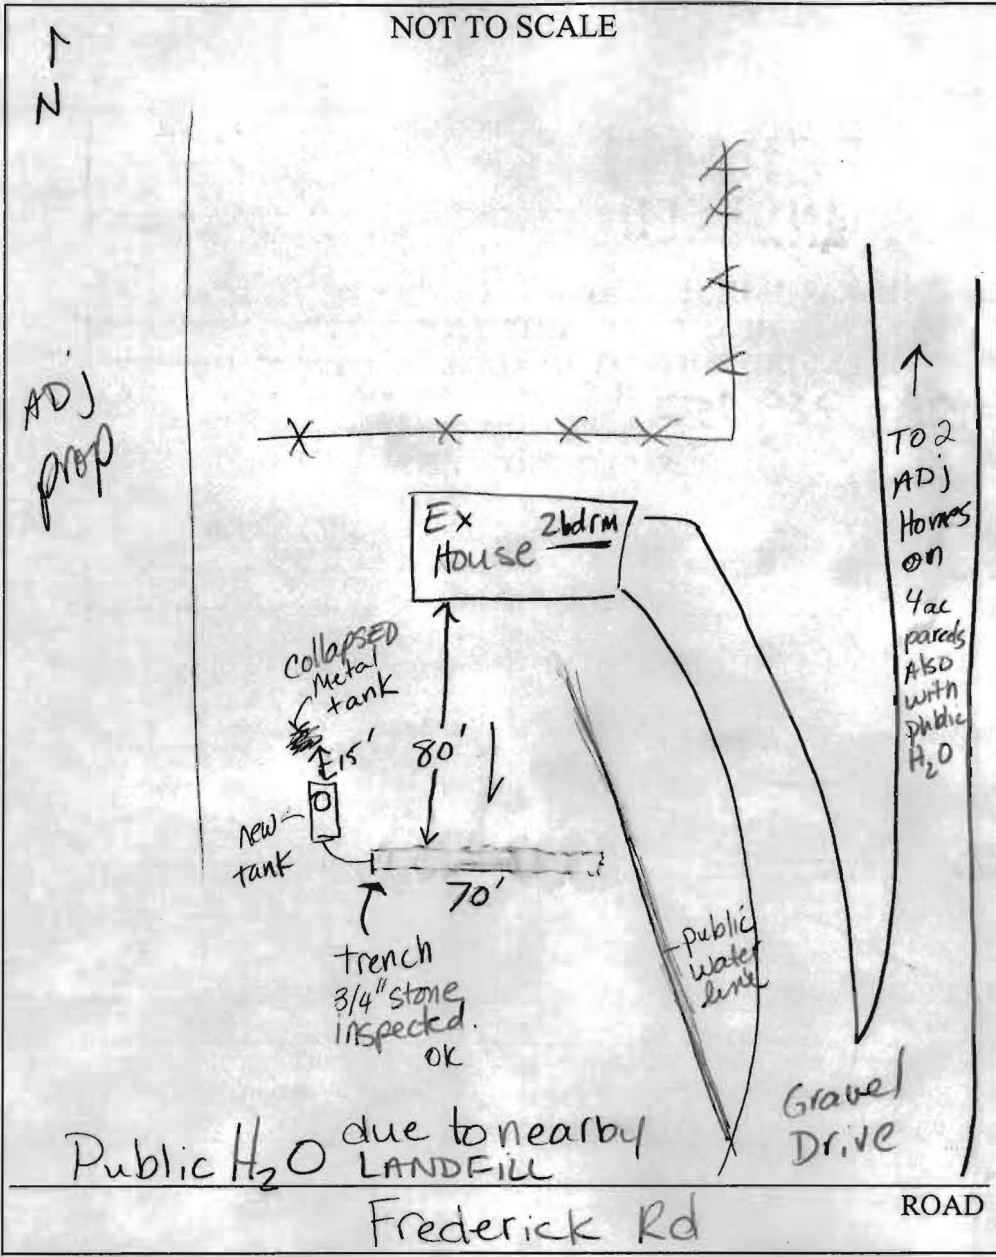 NOT TO SCALE
N
ADJ
prop
Ex
House 2bdrm
TO 2
ADJ
Homes
on
4ac
parcels
Also
with
public
H₂O
collapsed
Metal
tank
15'
80'
new
tank
70'
trench
3/4" stone
inspected.
OK
public
water
line
Gravel
Drive
Public H₂O due to nearby
LANDFILL
ROAD
Frederick Rd